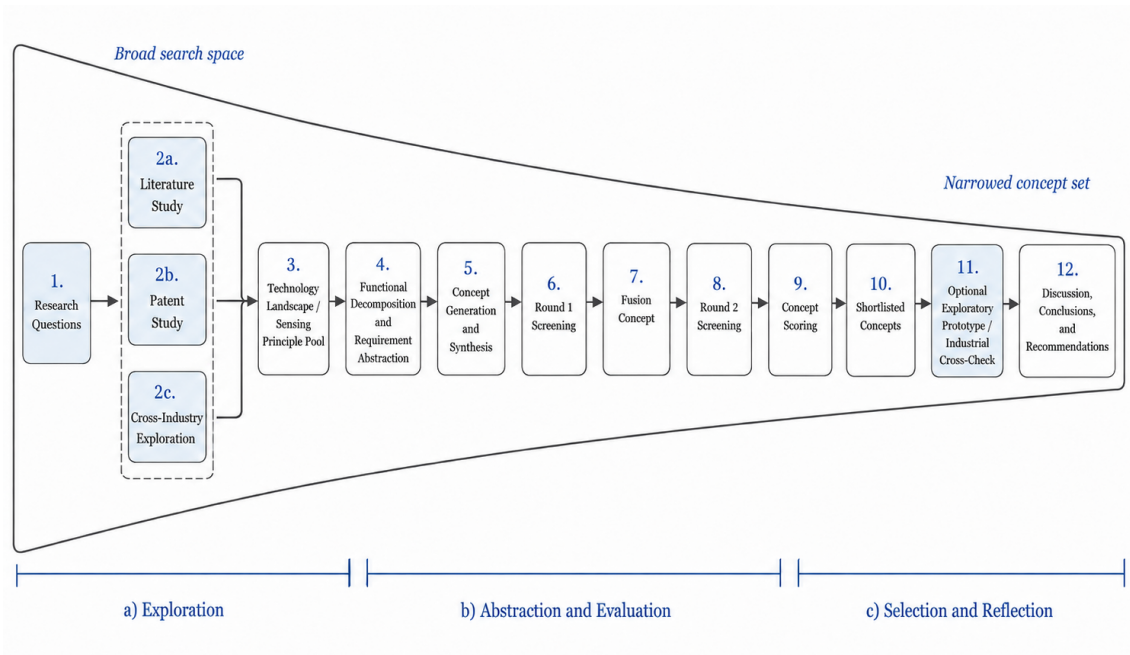 Broad search space
Narrowed concept set
1.
Research
Questions
2a.
Literature
Study
2b.
Patent
Study
2c.
Cross-Industry
Exploration
3.
Technology
Landscape /
Sensing
Principle Pool
4.
Functional
Decomposition
and
Requirement
Abstraction
5.
Concept
Generation
and
Synthesis
6.
Round 1
Screening
7.
Fusion
Concept
8.
Round 2
Screening
9.
Concept
Scoring
10.
Shortlisted
Concepts
11.
Optional
Exploratory
Prototype /
Industrial
Cross-Check
12.
Discussion,
Conclusions,
and
Recommendations
a) Exploration
b) Abstraction and Evaluation
c) Selection and Reflection